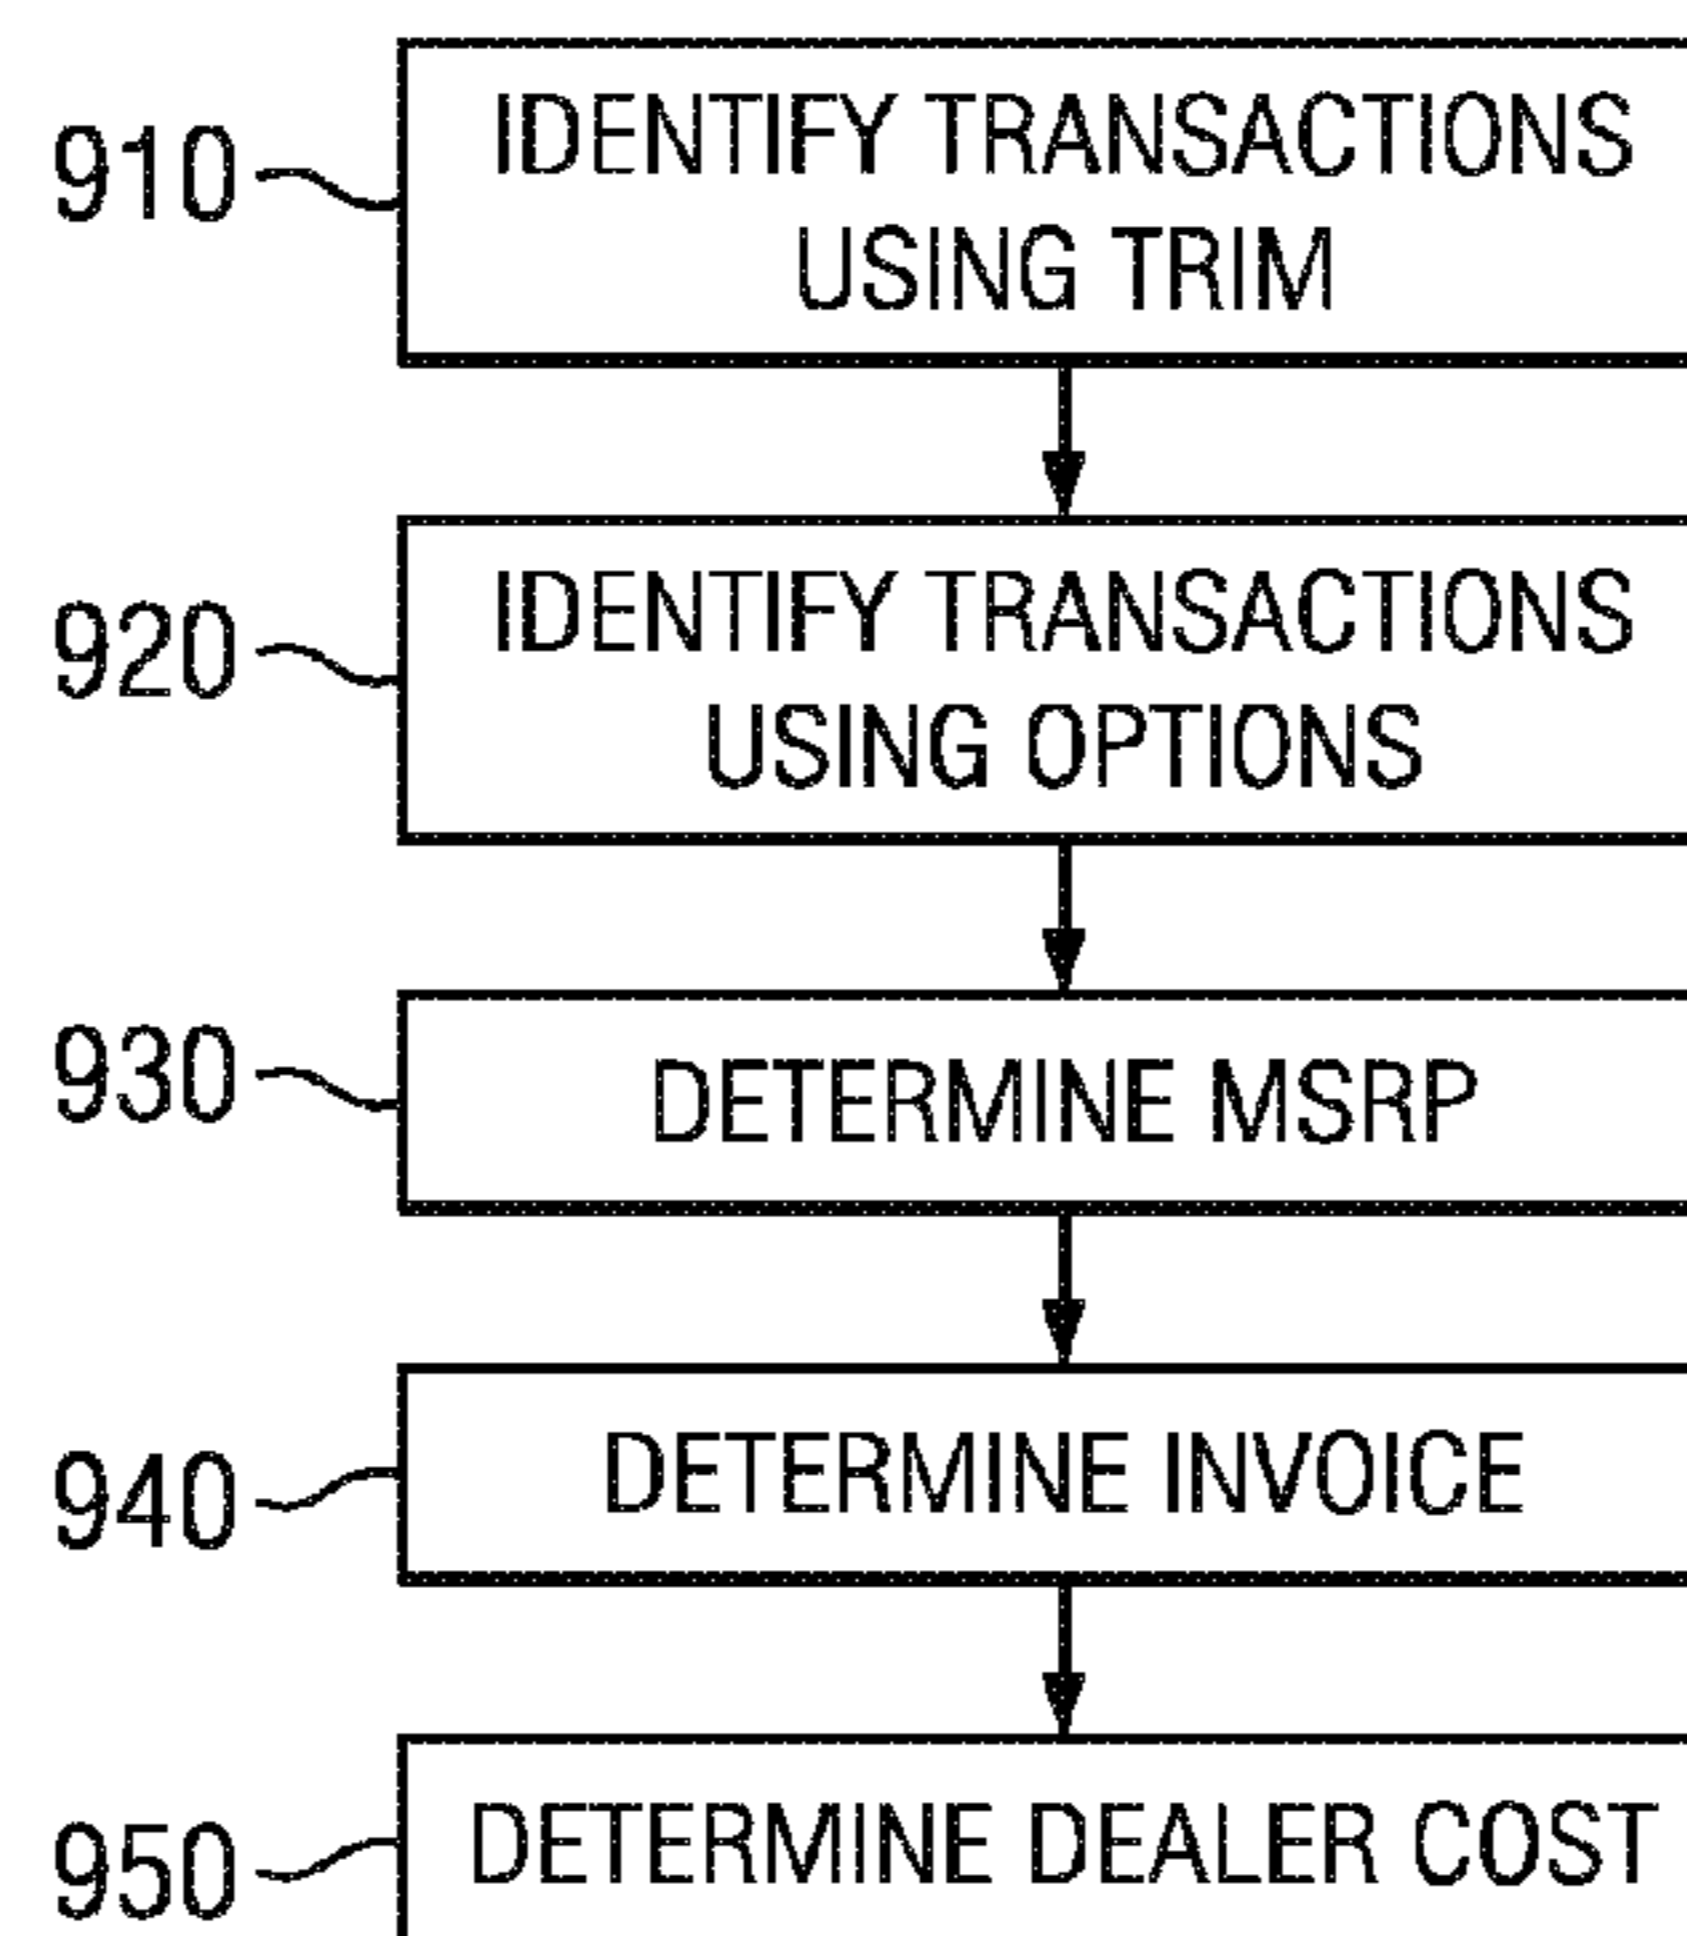 910
IDENTIFY TRANSACTIONS
USING TRIM
920
IDENTIFY TRANSACTIONS
USING OPTIONS
930
DETERMINE MSRP
940
DETERMINE INVOICE
950
DETERMINE DEALER COST